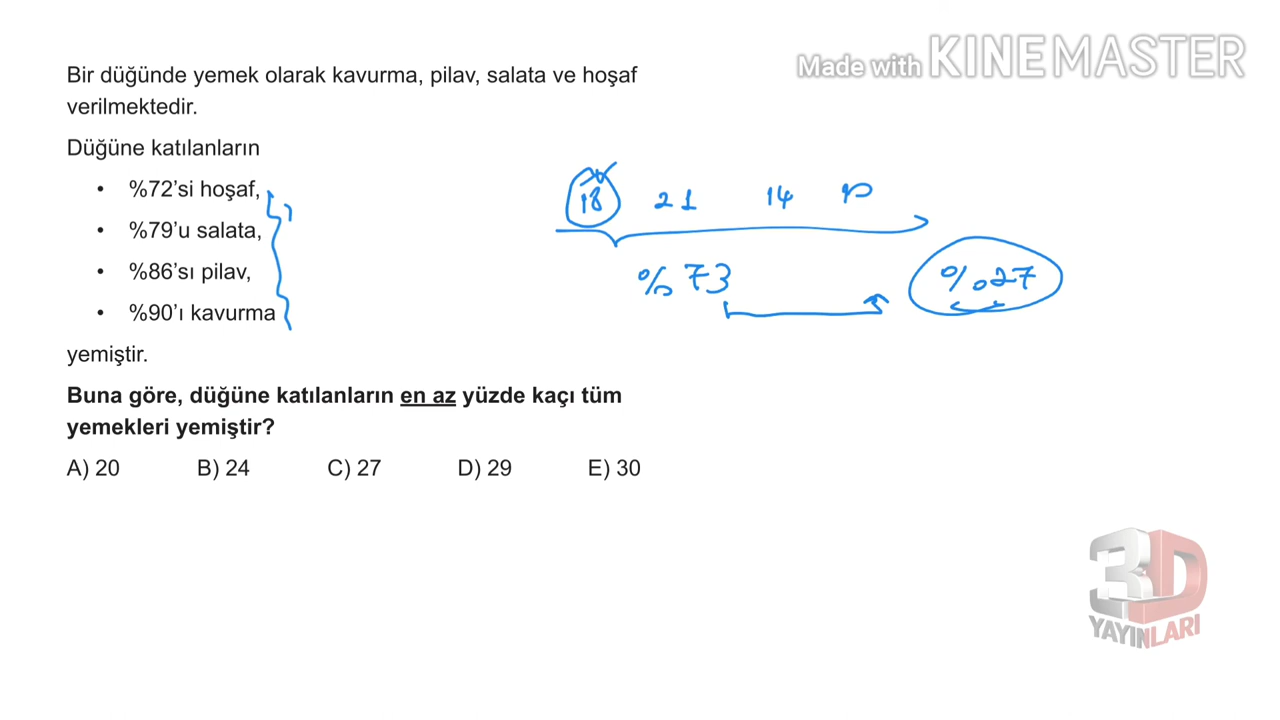 Made with KINEMASTER
Bir düğünde yemek olarak kavurma, pilav, salata ve hoşaf
verilmektedir.
Düğüne katılanların
• %72'si hoşaf,
• %79'u salata,
• %86'sı pilav,
• %90'ı kavurma
yemiştir.
18 21 14 10
%73 %27
Buna göre, düğüne katılanların en az yüzde kaçı tüm
yemekleri yemiştir?
A) 20 B) 24 C) 27 D) 29 E) 30
3D
YAYINLARI